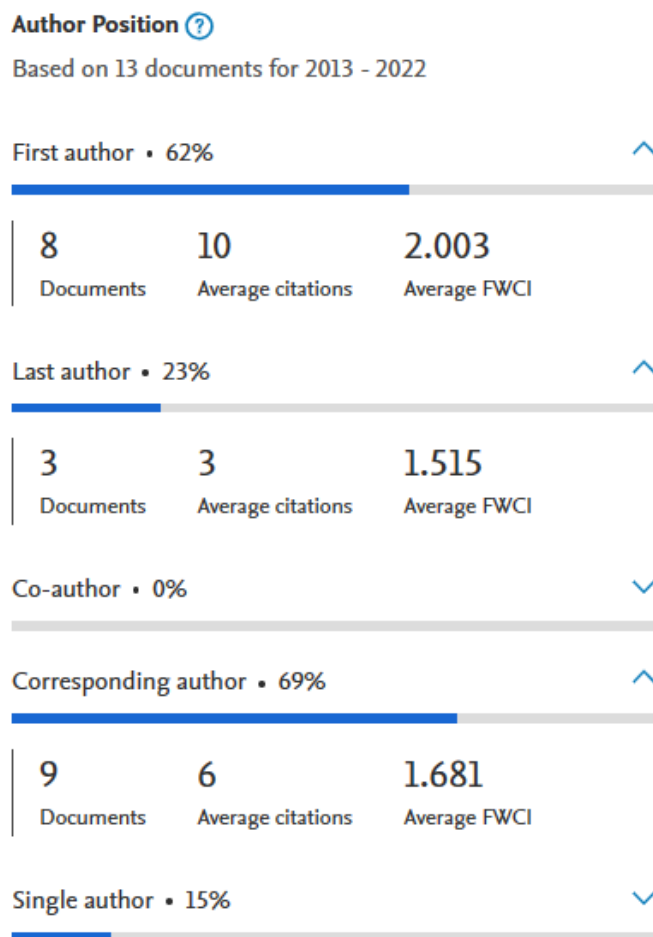 Author Position ?
Based on 13 documents for 2013 - 2022
First author • 62%
8 10 2.003
Documents Average citations Average FWCI
Last author • 23%
3 3 1.515
Documents Average citations Average FWCI
Co-author • 0%
Corresponding author • 69%
9 6 1.681
Documents Average citations Average FWCI
Single author • 15%